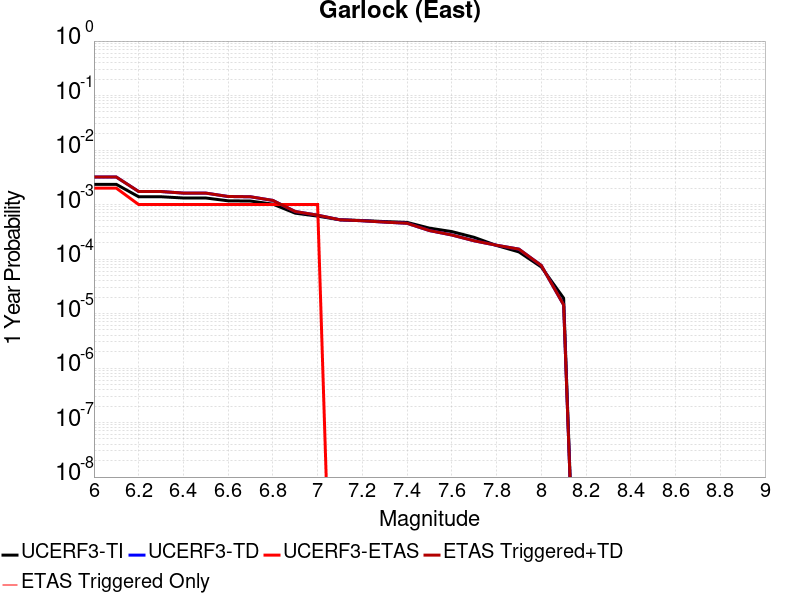 Garlock (East)
10^0
10^-1
10^-2
10^-3
10^-4
10^-5
10^-6
10^-7
10^-8
1 Year Probability
6 6.2 6.4 6.6 6.8 7 7.2 7.4 7.6 7.8 8 8.2 8.4 8.6 8.8 9
Magnitude
UCERF3-TI UCERF3-TD UCERF3-ETAS ETAS Triggered+TD
ETAS Triggered Only